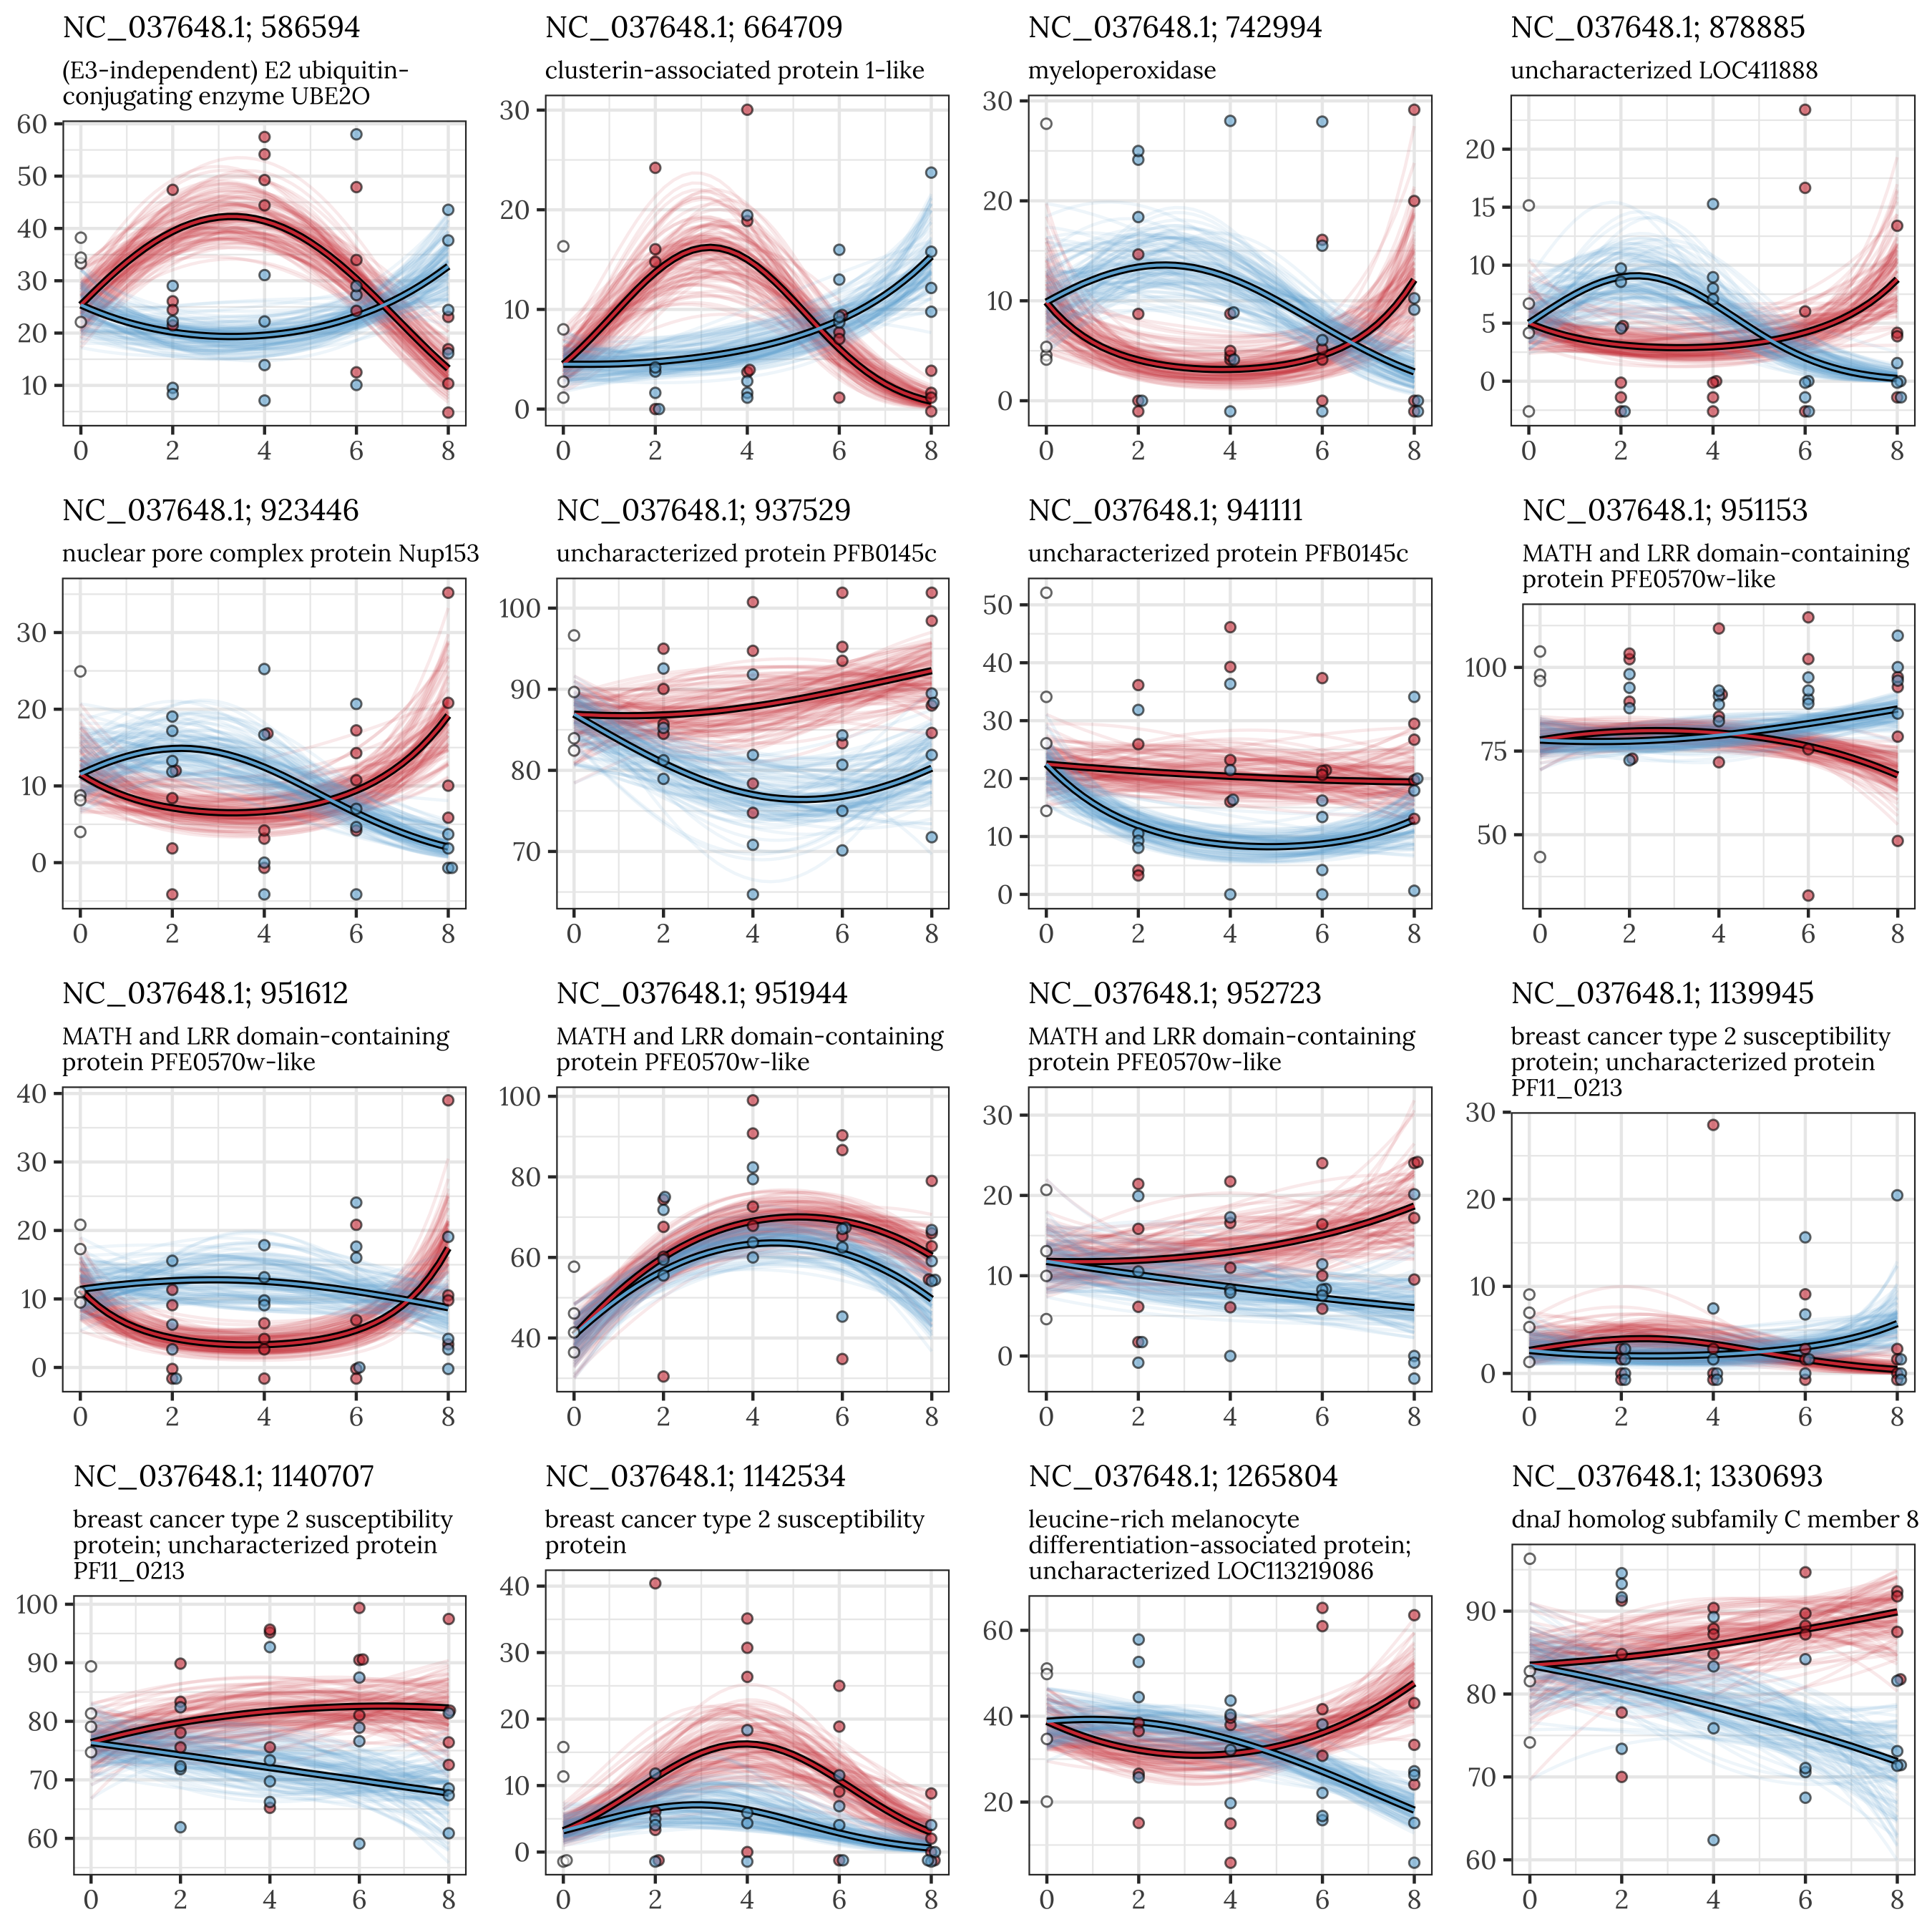 NC_037648.1; 586594
(E3-independent) E2 ubiquitin-
conjugating enzyme UBE2O
60
50
40
30
20
10
0 2 4 6 8
NC_037648.1; 664709
clusterin-associated protein 1-like
30
20
10
0
0 2 4 6 8
NC_037648.1; 742994
myeloperoxidase
30
20
10
0
0 2 4 6 8
NC_037648.1; 878885
uncharacterized LOC411888
20
15
10
5
0
0 2 4 6 8
NC_037648.1; 923446
nuclear pore complex protein Nup153
30
20
10
0
0 2 4 6 8
NC_037648.1; 937529
uncharacterized protein PFB0145c
100
90
80
70
0 2 4 6 8
NC_037648.1; 941111
uncharacterized protein PFB0145c
50
40
30
20
10
0
0 2 4 6 8
NC_037648.1; 951153
MATH and LRR domain-containing
protein PFE0570w-like
100
75
50
0 2 4 6 8
NC_037648.1; 951612
MATH and LRR domain-containing
protein PFE0570w-like
40
30
20
10
0
0 2 4 6 8
NC_037648.1; 951944
MATH and LRR domain-containing
protein PFE0570w-like
100
80
60
40
0 2 4 6 8
NC_037648.1; 952723
MATH and LRR domain-containing
protein PFE0570w-like
30
20
10
0
0 2 4 6 8
NC_037648.1; 1139945
breast cancer type 2 susceptibility
protein; uncharacterized protein
PF11_0213
30
20
10
0
0 2 4 6 8
NC_037648.1; 1140707
breast cancer type 2 susceptibility
protein; uncharacterized protein
PF11_0213
100
90
80
70
60
0 2 4 6 8
NC_037648.1; 1142534
breast cancer type 2 susceptibility
protein
40
30
20
10
0
0 2 4 6 8
NC_037648.1; 1265804
leucine-rich melanocyte
differentiation-associated protein;
uncharacterized LOC113219086
60
40
20
0 2 4 6 8
NC_037648.1; 1330693
dnaJ homolog subfamily C member 8
90
80
70
60
0 2 4 6 8